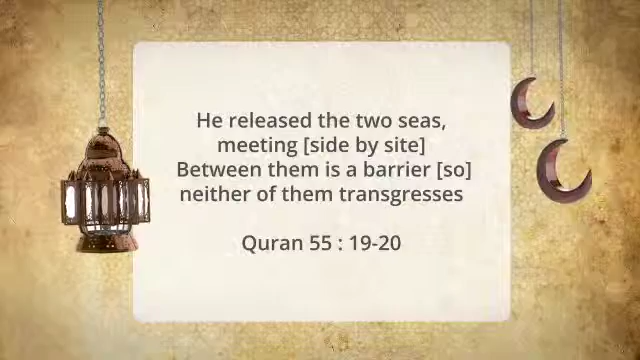 He released the two seas,
meeting [side by site]
Between them is a barrier [so]
neither of them transgresses
Quran 55 : 19-20